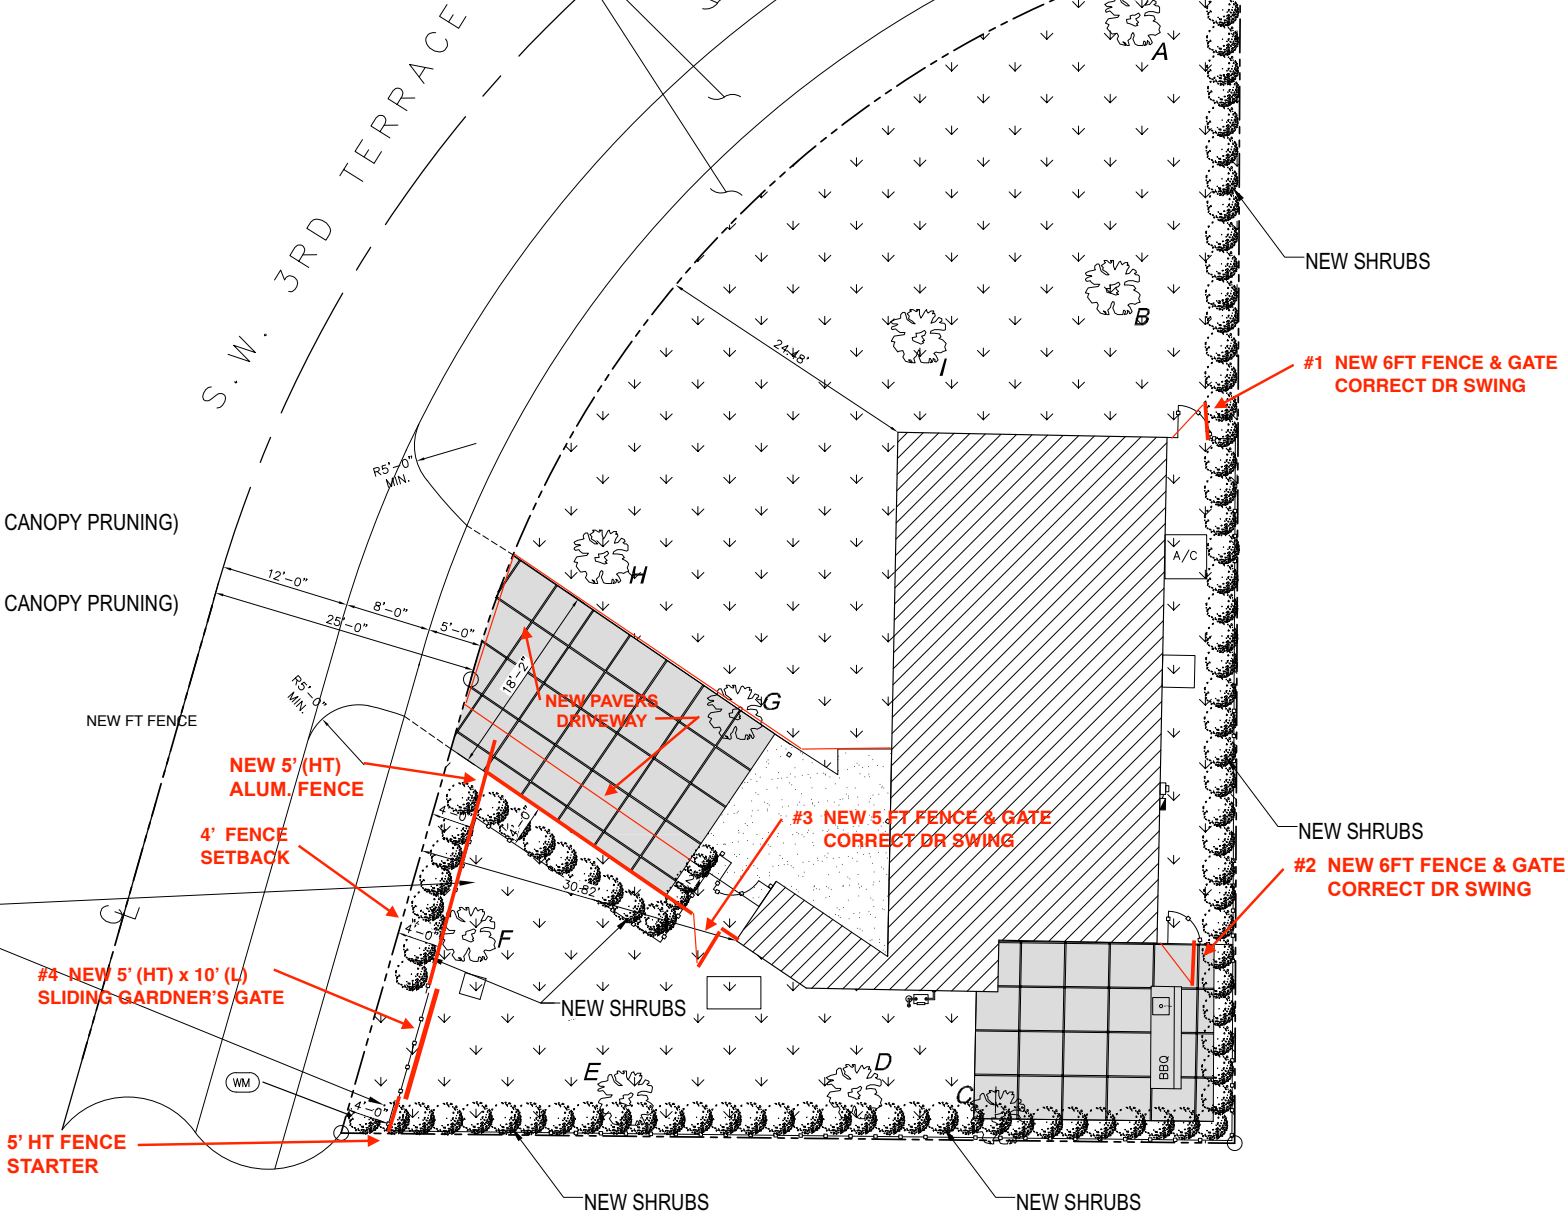 S.W. 3RD TERRACE
A
NEW SHRUBS
B
24.48'
I
#1 NEW 6FT FENCE & GATE
CORRECT DR SWING
R5'-0"
MIN.
CANOPY PRUNING)
A/C
H
12'-0"
8'-0"
5'-0"
25'-0"
CANOPY PRUNING)
18'-2"
R5'-0"
MIN.
NEW PAVERS
DRIVEWAY
G
NEW FT FENCE
NEW 5' (HT)
ALUM. FENCE
#3 NEW 5 FT FENCE & GATE
CORRECT DR SWING
4' FENCE
SETBACK
NEW SHRUBS
#2 NEW 6FT FENCE & GATE
CORRECT DR SWING
30.82'
F
#4 NEW 5' (HT) x 10' (L)
SLIDING GARDNER'S GATE
NEW SHRUBS
BBQ
E
D
C
WM
4'-0"
5' HT FENCE
STARTER
NEW SHRUBS
NEW SHRUBS